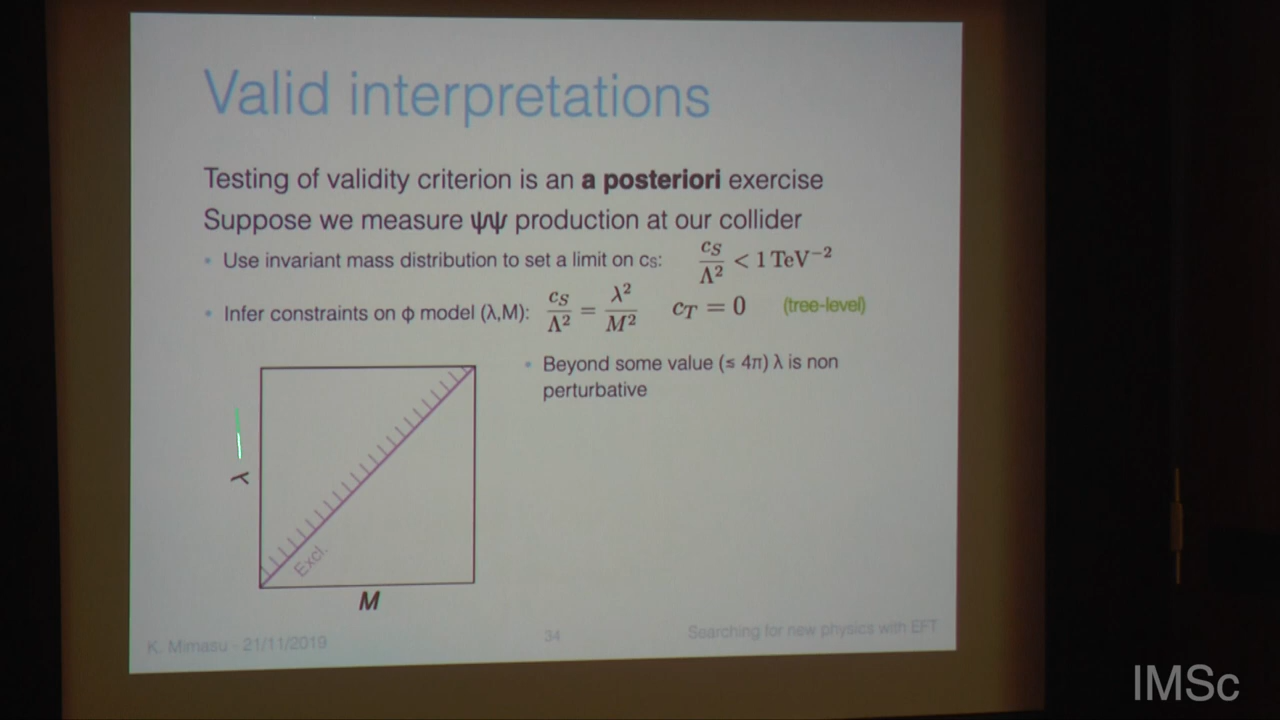 Valid interpretations
Testing of validity criterion is an a posteriori exercise
Suppose we measure ψψ production at our collider
• Use invariant mass distribution to set a limit on cS: cS/Λ² < 1 TeV⁻²
• Infer constraints on ϕ model (λ,M): cS/Λ² = λ²/M² cT = 0 (tree-level)
• Beyond some value (≤ 4π) λ is non
perturbative
λ
Excl.
M
K. Mimasu - 21/11/2019
34
Searching for new physics with EFT
IMSc